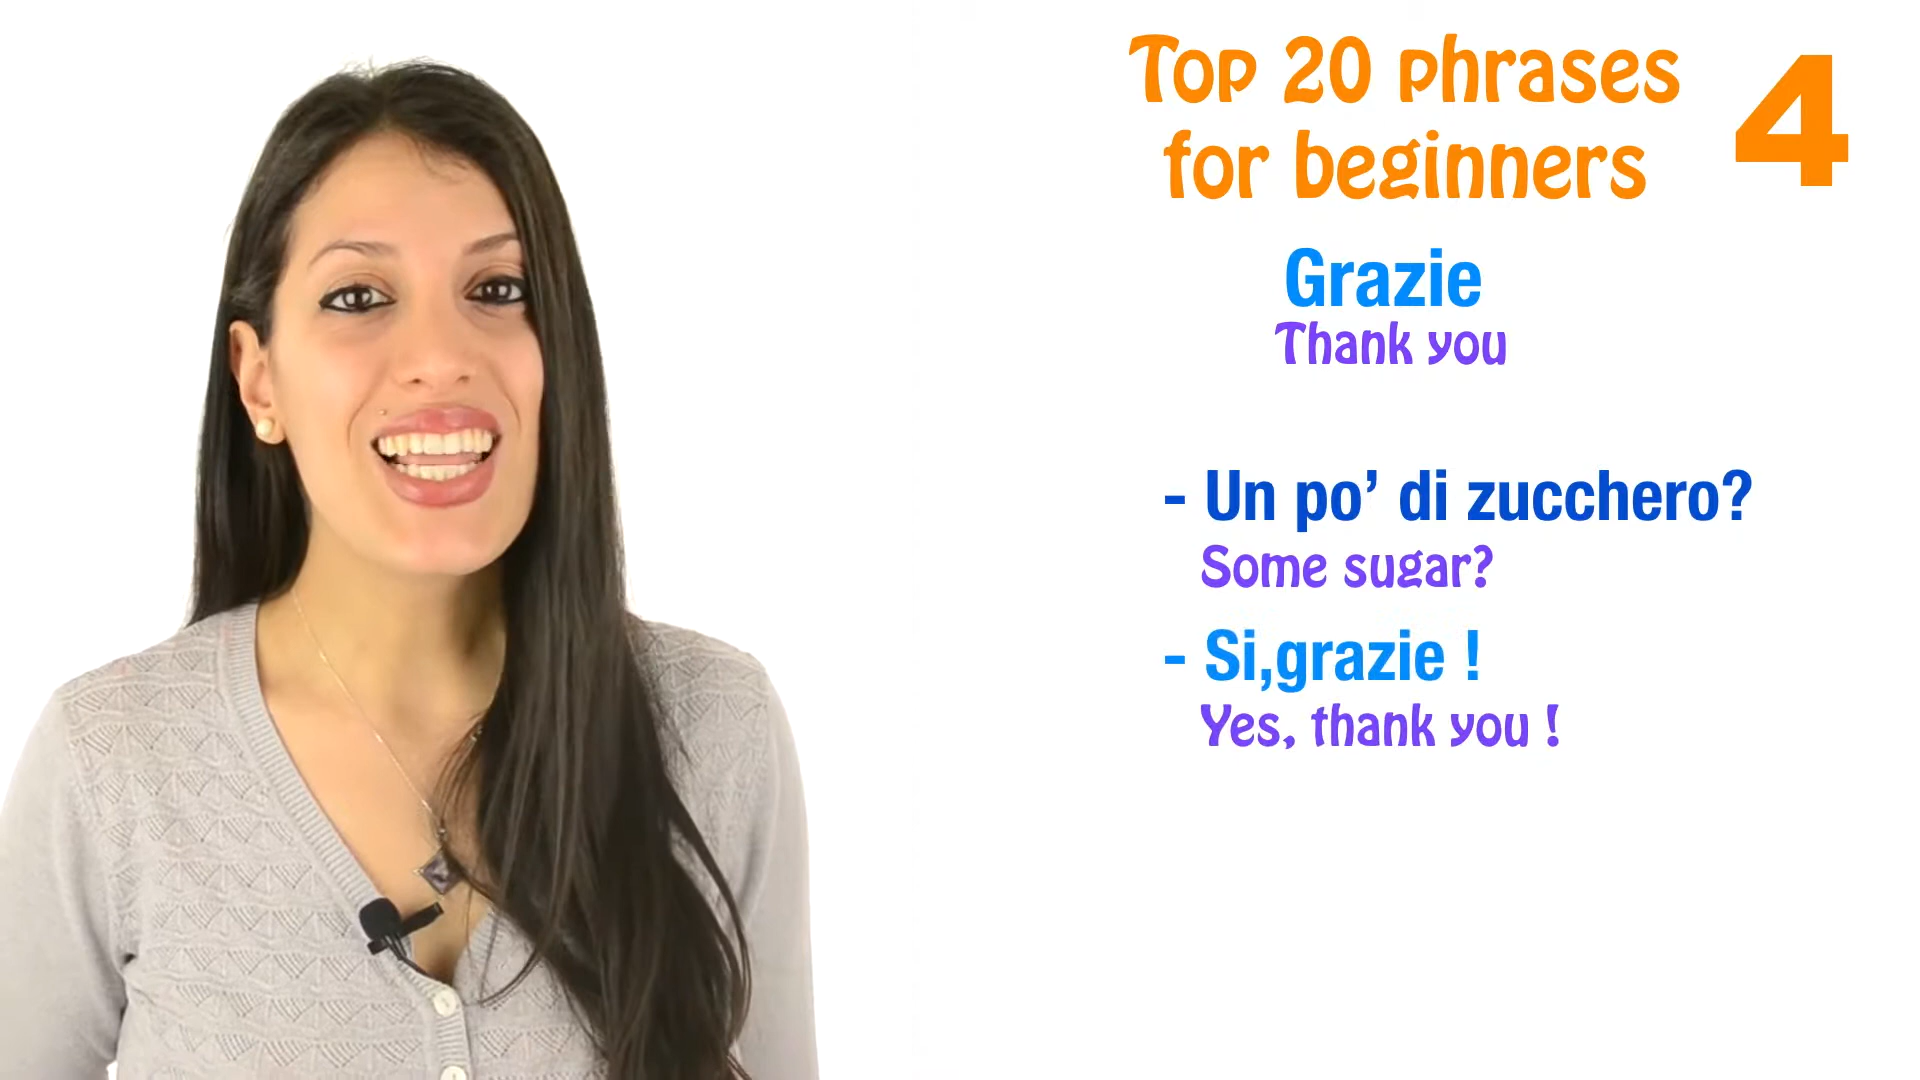 Top 20 phrases
for beginners
4
Grazie
Thank you
- Un po’ di zucchero?
Some sugar?
- Si,grazie !
Yes, thank you !